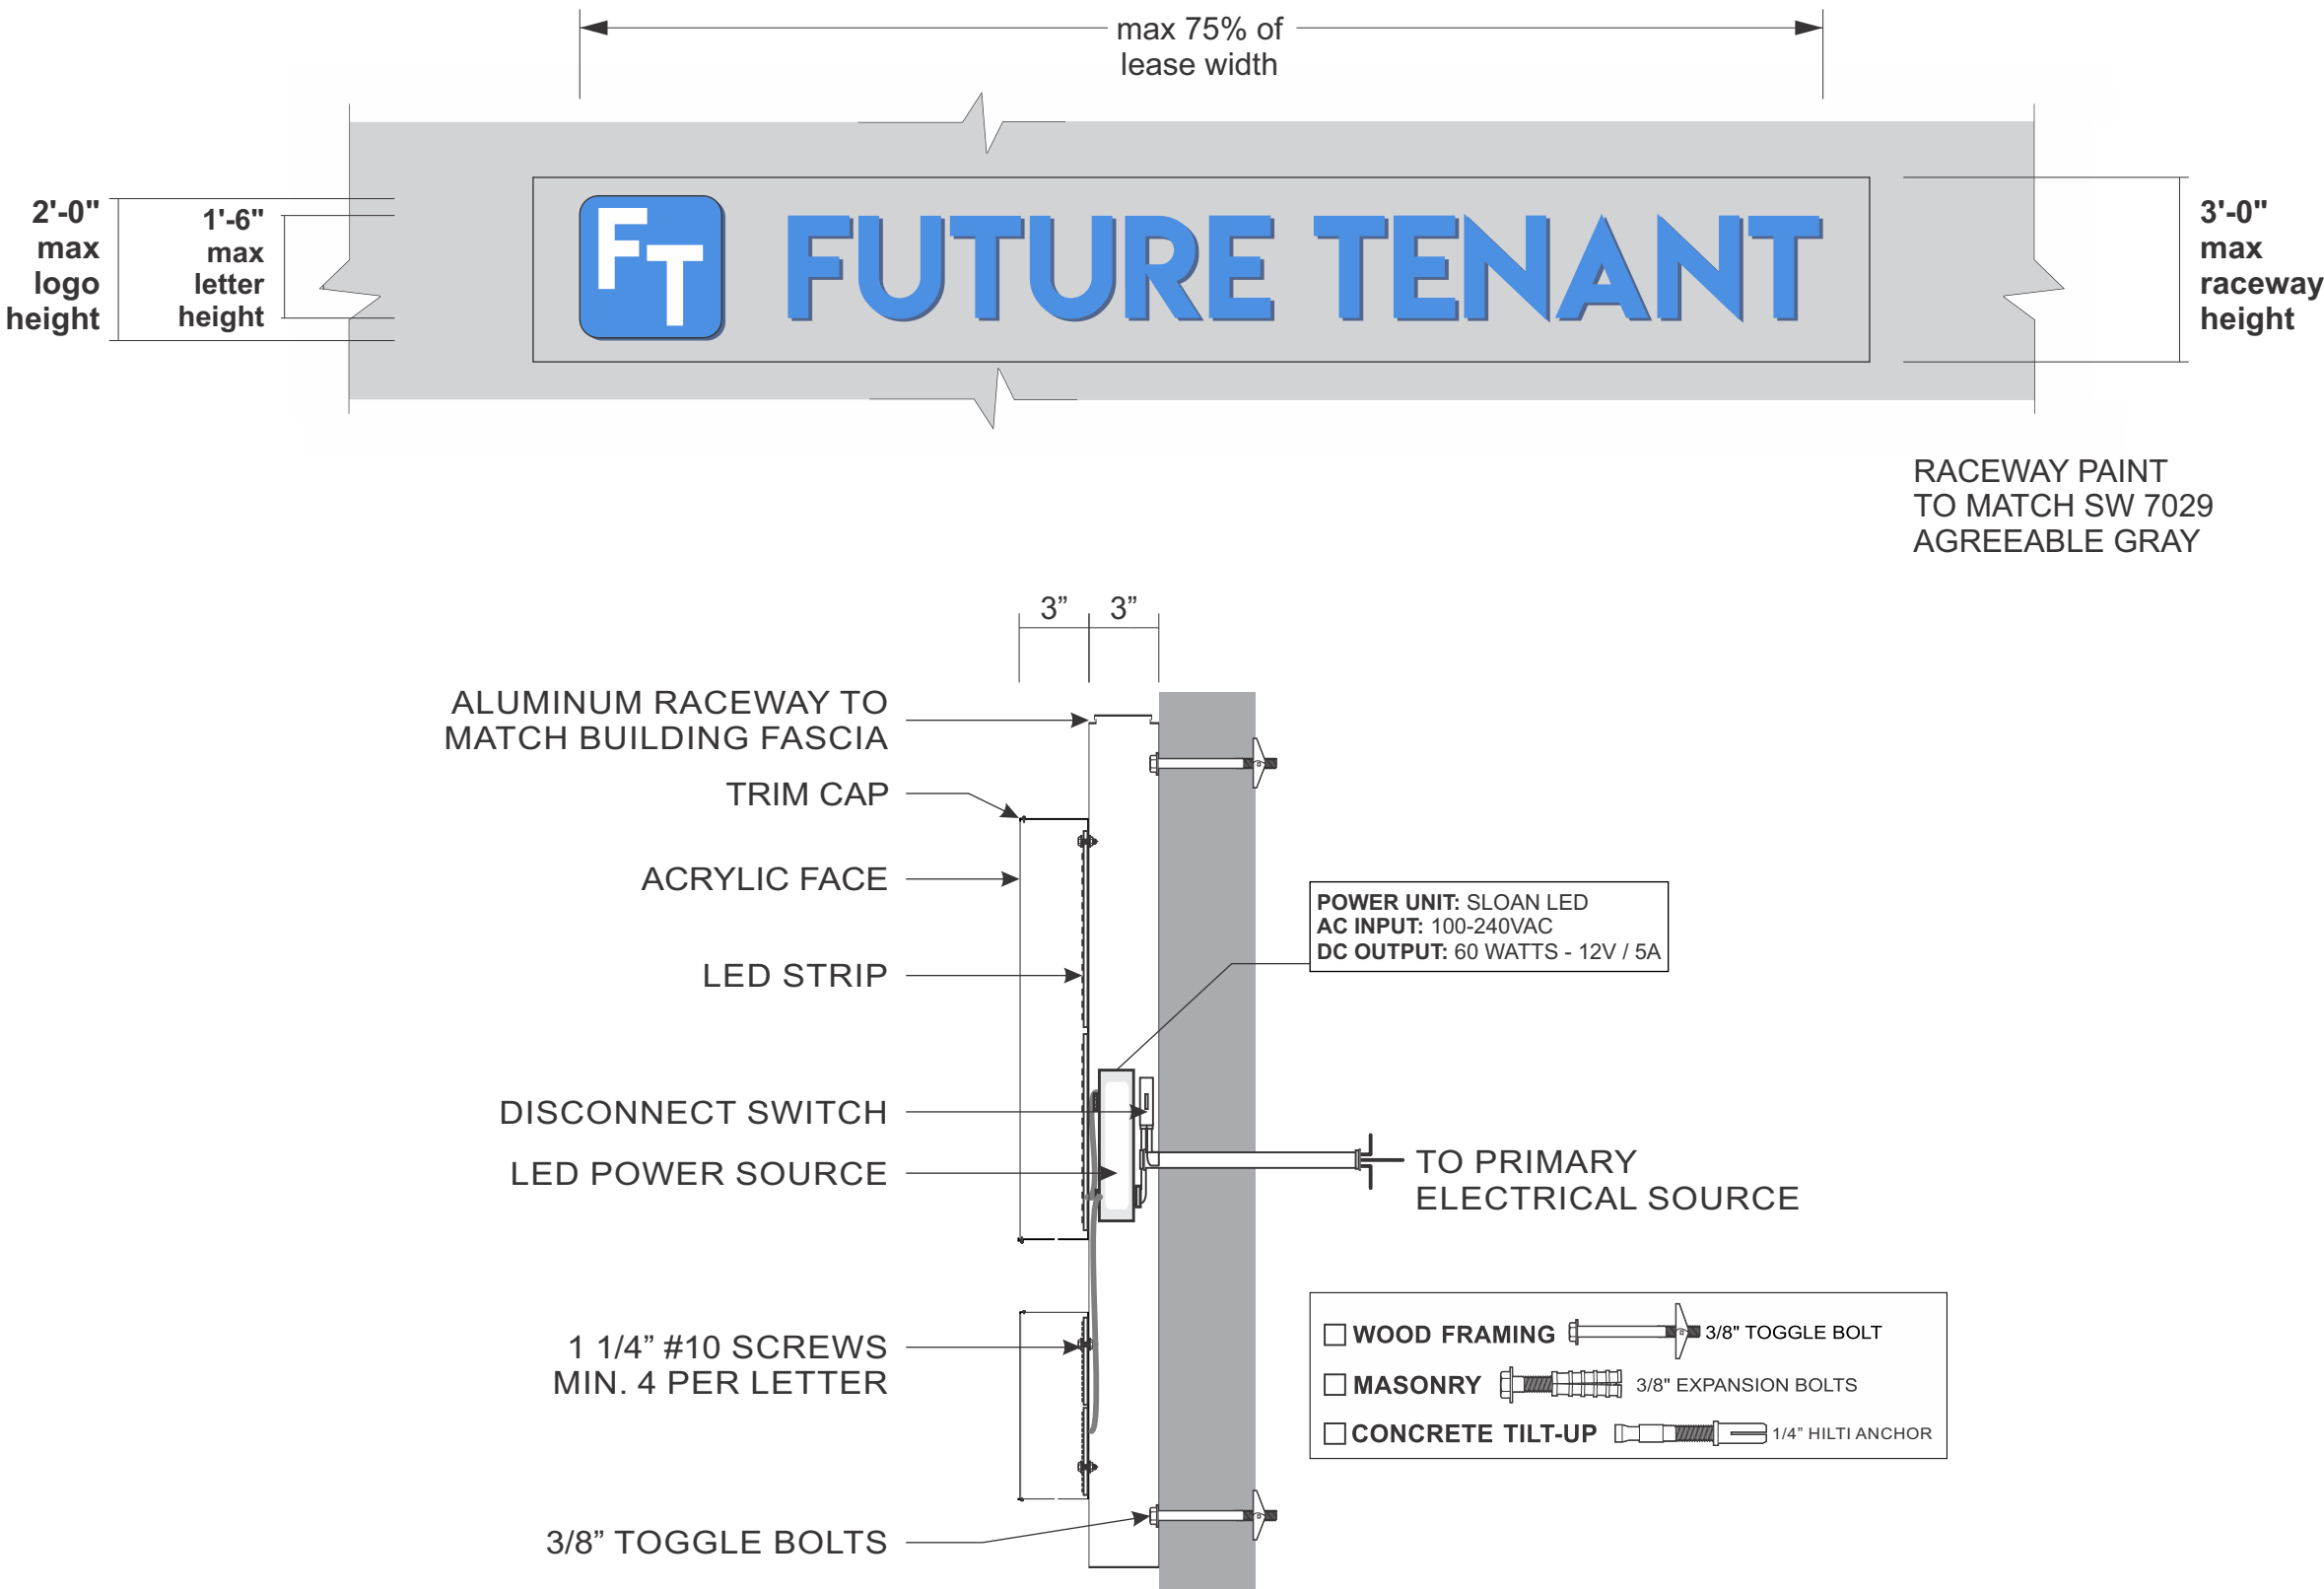 max 75% of
lease width
2'-0"
max
logo
height
1'-6"
max
letter
height
FT
FUTURE TENANT
3'-0"
max
raceway
height
RACEWAY PAINT
TO MATCH SW 7029
AGREEABLE GRAY
3”
3”
ALUMINUM RACEWAY TO
MATCH BUILDING FASCIA
TRIM CAP
ACRYLIC FACE
LED STRIP
POWER UNIT: SLOAN LED
AC INPUT: 100-240VAC
DC OUTPUT: 60 WATTS - 12V / 5A
DISCONNECT SWITCH
LED POWER SOURCE
TO PRIMARY
ELECTRICAL SOURCE
1 1/4” #10 SCREWS
MIN. 4 PER LETTER
3/8” TOGGLE BOLTS
WOOD FRAMING 3/8" TOGGLE BOLT
MASONRY 3/8" EXPANSION BOLTS
CONCRETE TILT-UP 1/4” HILTI ANCHOR